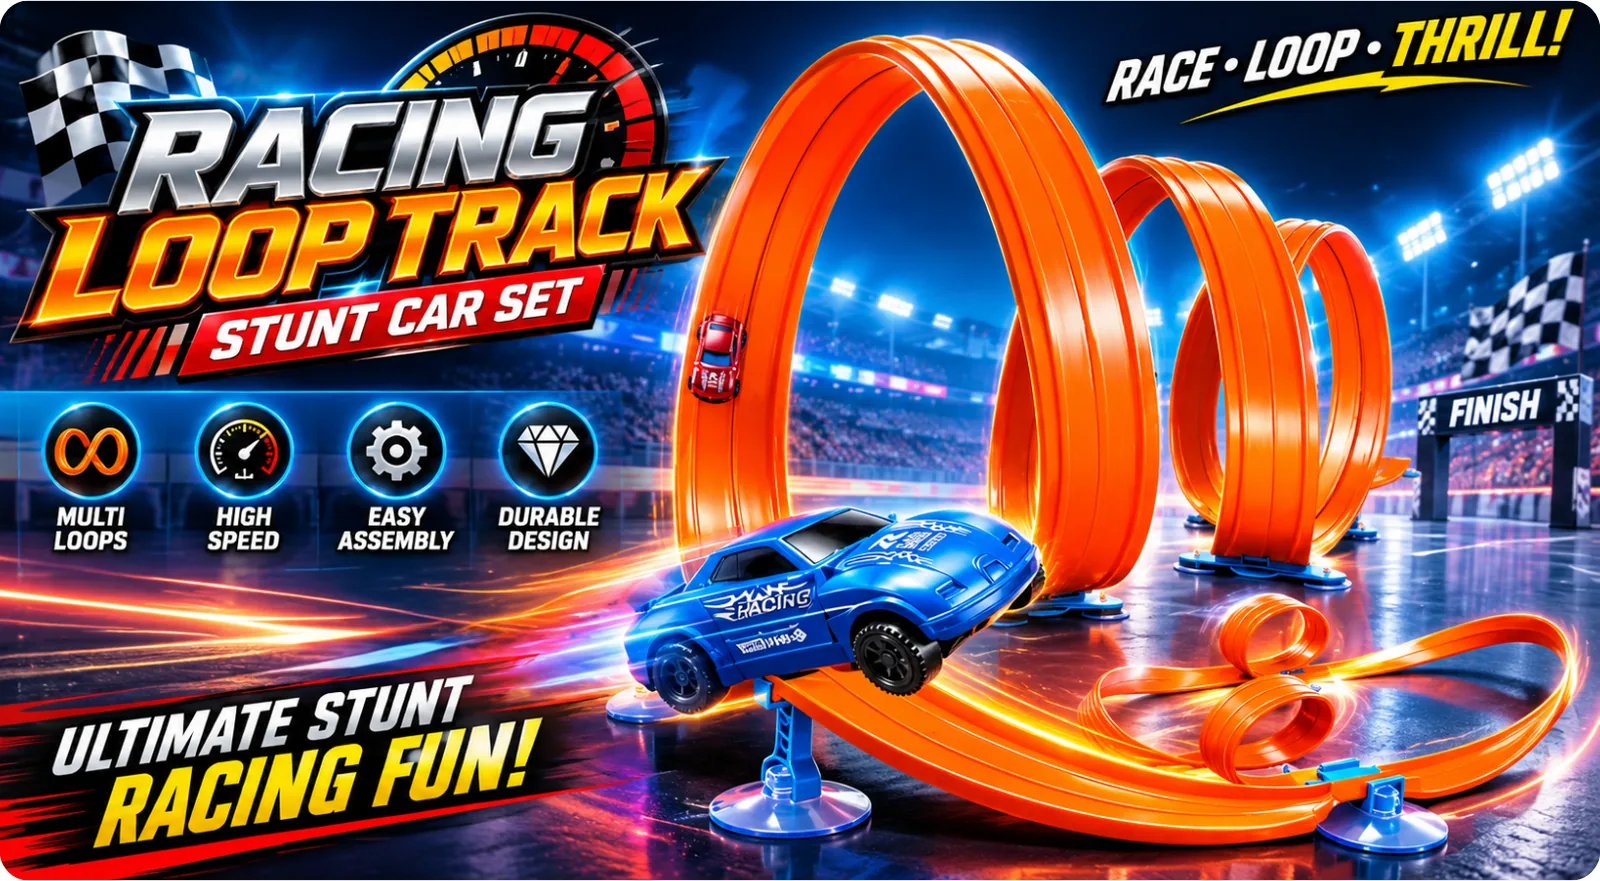 RACING
LOOP TRACK
STUNT CAR SET
RACE • LOOP • THRILL!
MULTI
LOOPS
HIGH
SPEED
EASY
ASSEMBLY
DURABLE
DESIGN
FINISH
RACING
ULTIMATE STUNT
RACING FUN!